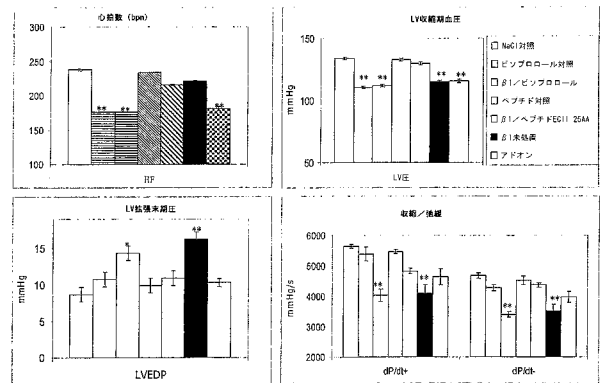 心拍数 (bpm)
300
250
200
150
100
**
**
**
HF
LV収縮期血圧
mmHg
150
100
50
**
**
**
**
LV圧
NaCl対照
ビソプロロール対照
β1/ビソプロロール
ペプチド対照
β1/ペプチドECII 25AA
β1未処置
アドオン
LV拡張末期圧
mmHg
15
10
5
0
*
**
LVEDP
収縮/弛緩
mmHg/s
6000
5000
4000
3000
2000
**
**
**
**
dP/dt+
dP/dt-